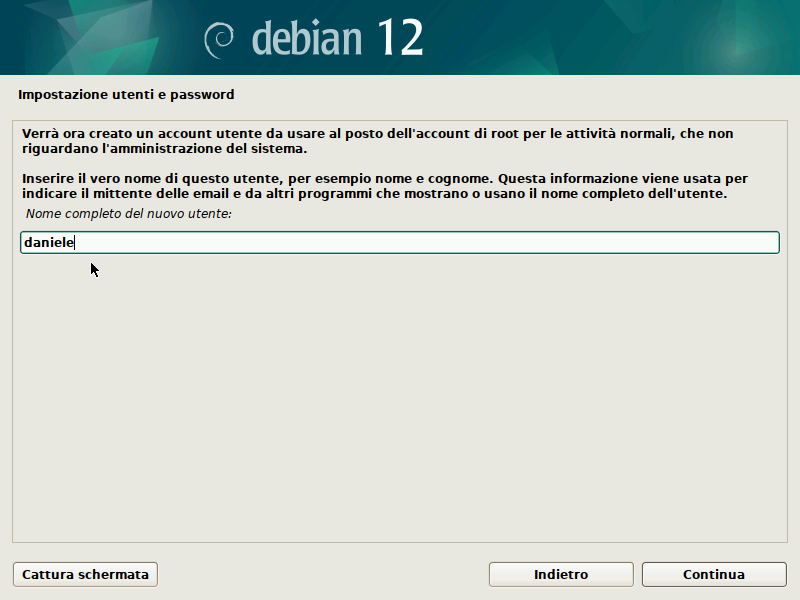 debian 12
Impostazione utenti e password
Verrà ora creato un account utente da usare al posto dell'account di root per le attività normali, che non
riguardano l'amministrazione del sistema.
Inserire il vero nome di questo utente, per esempio nome e cognome. Questa informazione viene usata per
indicare il mittente delle email e da altri programmi che mostrano o usano il nome completo dell'utente.
Nome completo del nuovo utente:
daniele
Cattura schermata
Indietro
Continua